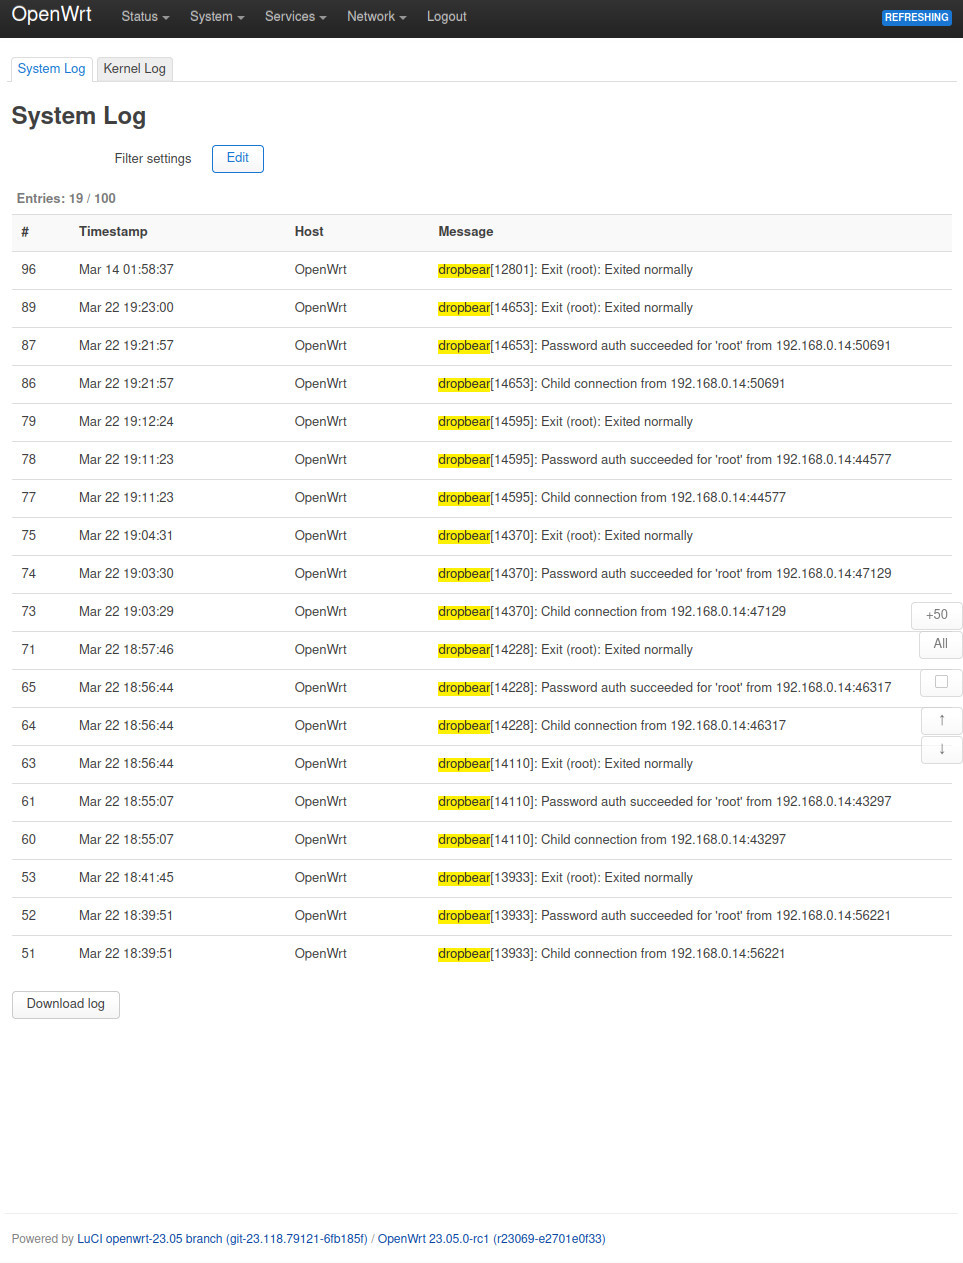 OpenWrt Status System Services Network Logout REFRESHING
System Log Kernel Log
System Log
Filter settings Edit
Entries: 19 / 100
# Timestamp Host Message
96 Mar 14 01:58:37 OpenWrt dropbear[12801]: Exit (root): Exited normally
89 Mar 22 19:23:00 OpenWrt dropbear[14653]: Exit (root): Exited normally
87 Mar 22 19:21:57 OpenWrt dropbear[14653]: Password auth succeeded for 'root' from 192.168.0.14:50691
86 Mar 22 19:21:57 OpenWrt dropbear[14653]: Child connection from 192.168.0.14:50691
79 Mar 22 19:12:24 OpenWrt dropbear[14595]: Exit (root): Exited normally
78 Mar 22 19:11:23 OpenWrt dropbear[14595]: Password auth succeeded for 'root' from 192.168.0.14:44577
77 Mar 22 19:11:23 OpenWrt dropbear[14595]: Child connection from 192.168.0.14:44577
75 Mar 22 19:04:31 OpenWrt dropbear[14370]: Exit (root): Exited normally
74 Mar 22 19:03:30 OpenWrt dropbear[14370]: Password auth succeeded for 'root' from 192.168.0.14:47129
73 Mar 22 19:03:29 OpenWrt dropbear[14370]: Child connection from 192.168.0.14:47129
+50
All
71 Mar 22 18:57:46 OpenWrt dropbear[14228]: Exit (root): Exited normally
65 Mar 22 18:56:44 OpenWrt dropbear[14228]: Password auth succeeded for 'root' from 192.168.0.14:46317
64 Mar 22 18:56:44 OpenWrt dropbear[14228]: Child connection from 192.168.0.14:46317
↑
↓
63 Mar 22 18:56:44 OpenWrt dropbear[14110]: Exit (root): Exited normally
61 Mar 22 18:55:07 OpenWrt dropbear[14110]: Password auth succeeded for 'root' from 192.168.0.14:43297
60 Mar 22 18:55:07 OpenWrt dropbear[14110]: Child connection from 192.168.0.14:43297
53 Mar 22 18:41:45 OpenWrt dropbear[13933]: Exit (root): Exited normally
52 Mar 22 18:39:51 OpenWrt dropbear[13933]: Password auth succeeded for 'root' from 192.168.0.14:56221
51 Mar 22 18:39:51 OpenWrt dropbear[13933]: Child connection from 192.168.0.14:56221
Download log
Powered by LuCI openwrt-23.05 branch (git-23.118.79121-6fb185f) / OpenWrt 23.05.0-rc1 (r23069-e2701e0f33)